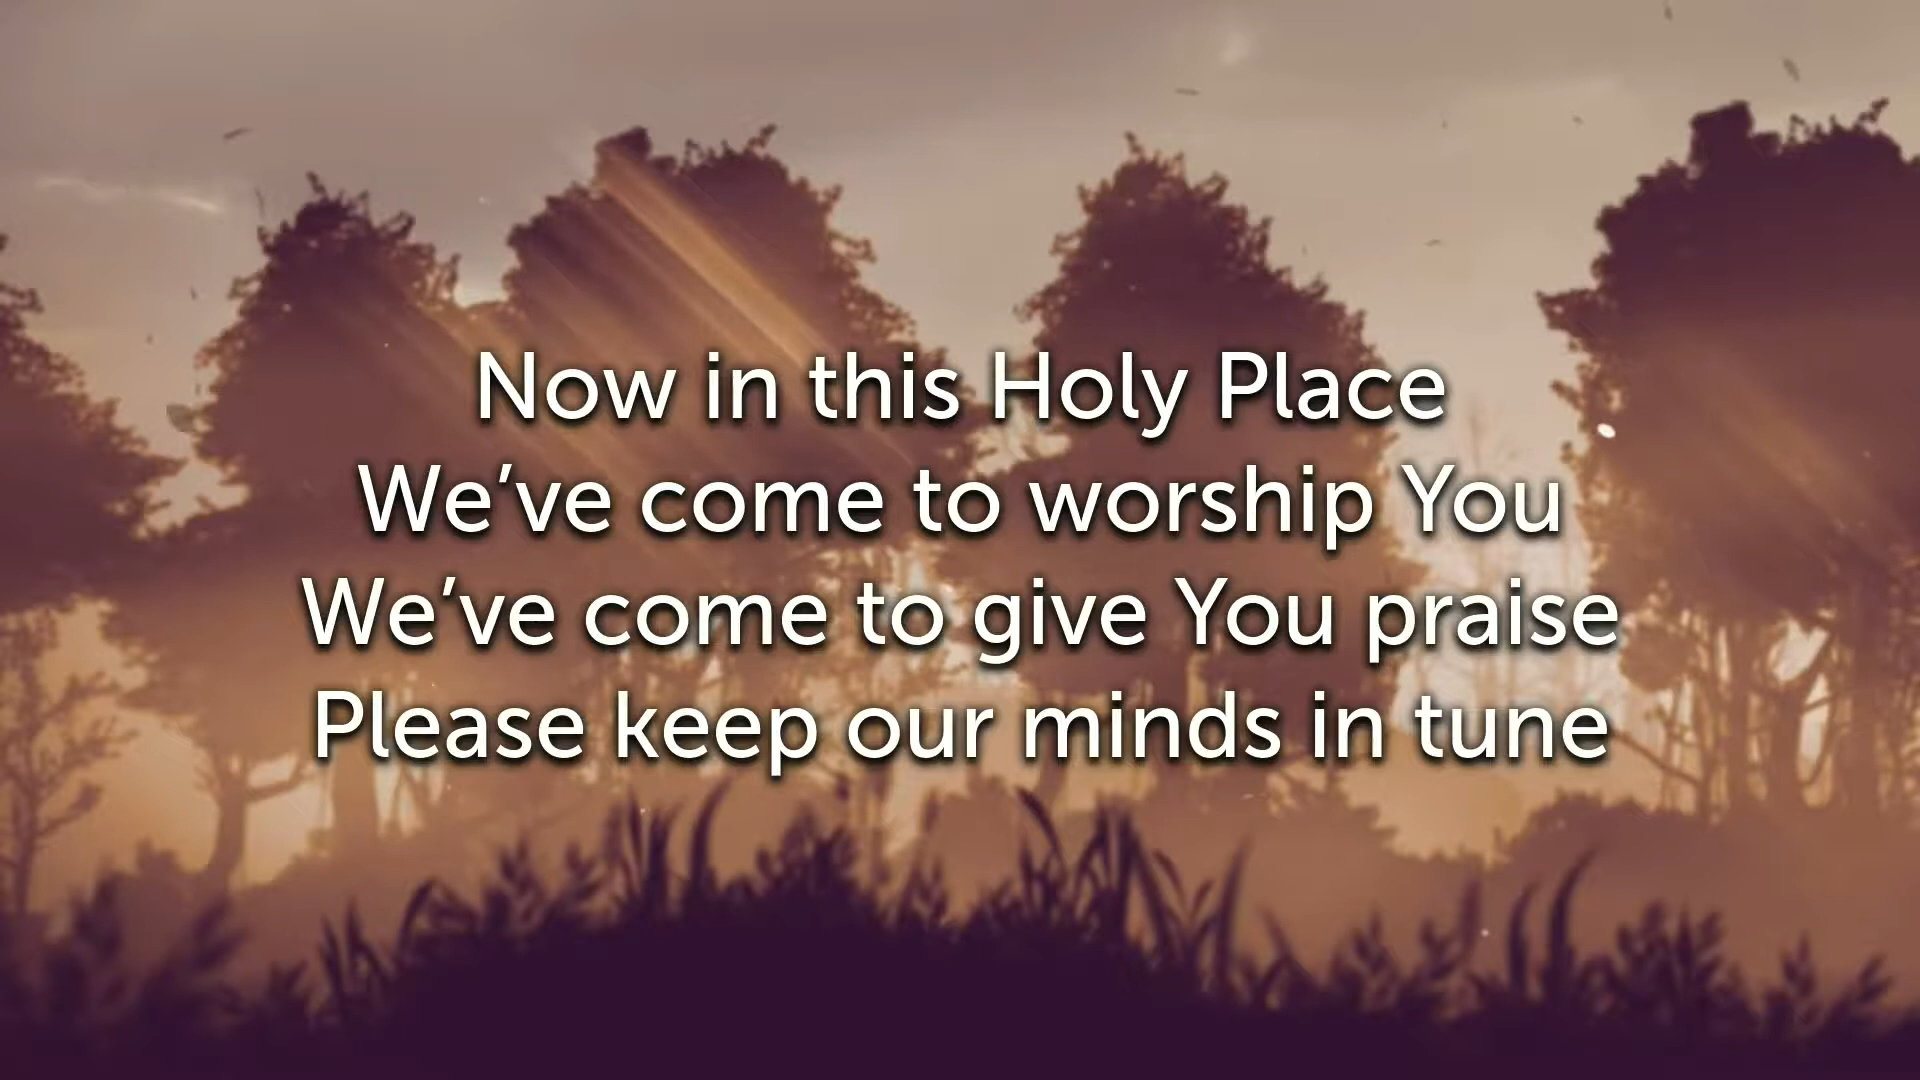 Now in this Holy Place
We’ve come to worship You
We’ve come to give You praise
Please keep our minds in tune